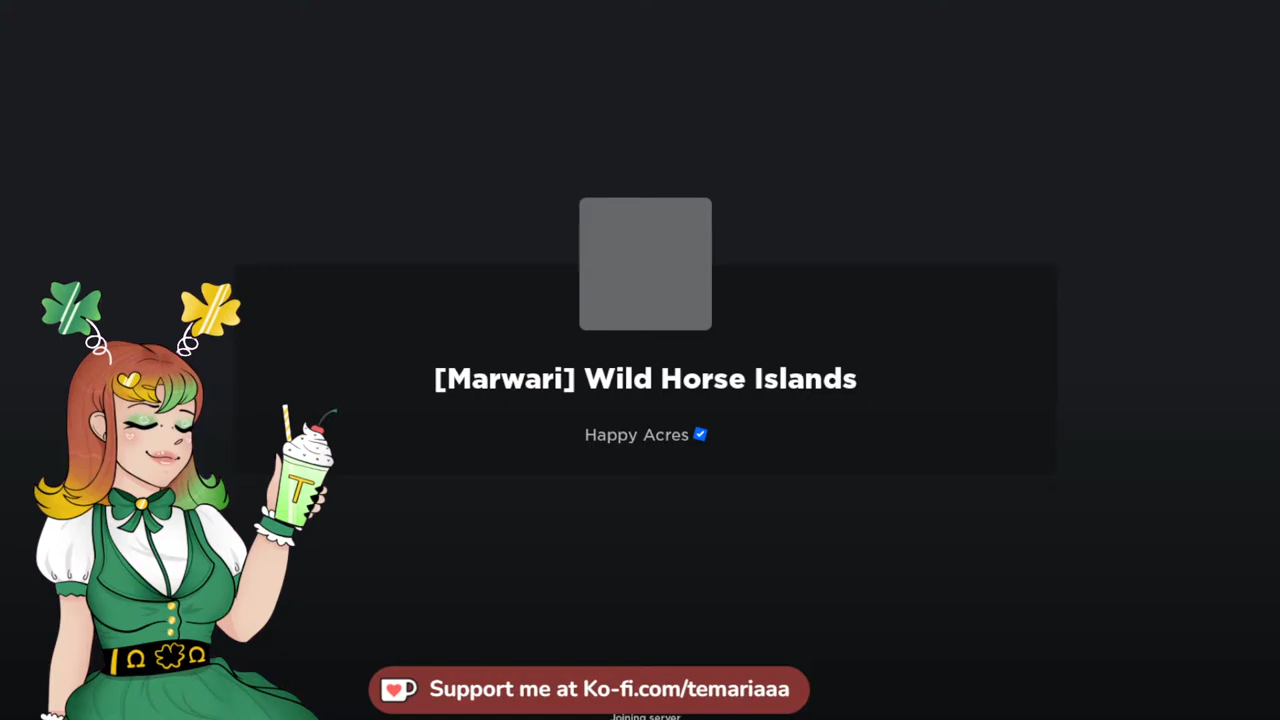 [Marwari] Wild Horse Islands
Happy Acres
T
Support me at Ko-fi.com/temariaaa
Joining server